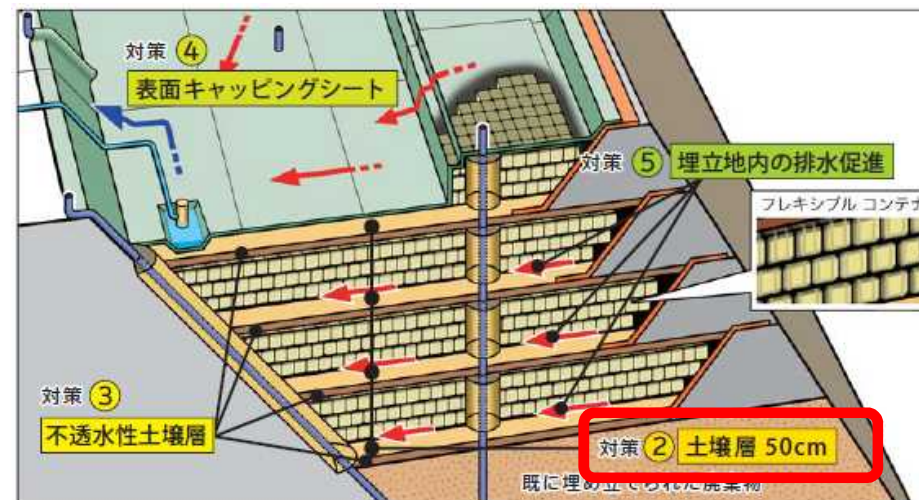 対策 ④
表面キャッピングシート
対策 ⑤ 埋立地内の排水促進
フレキシブル コンテナ
対策 ③
不透水性土壌層
対策 ② 土壌層 50cm
既に埋め立てられた廃棄物